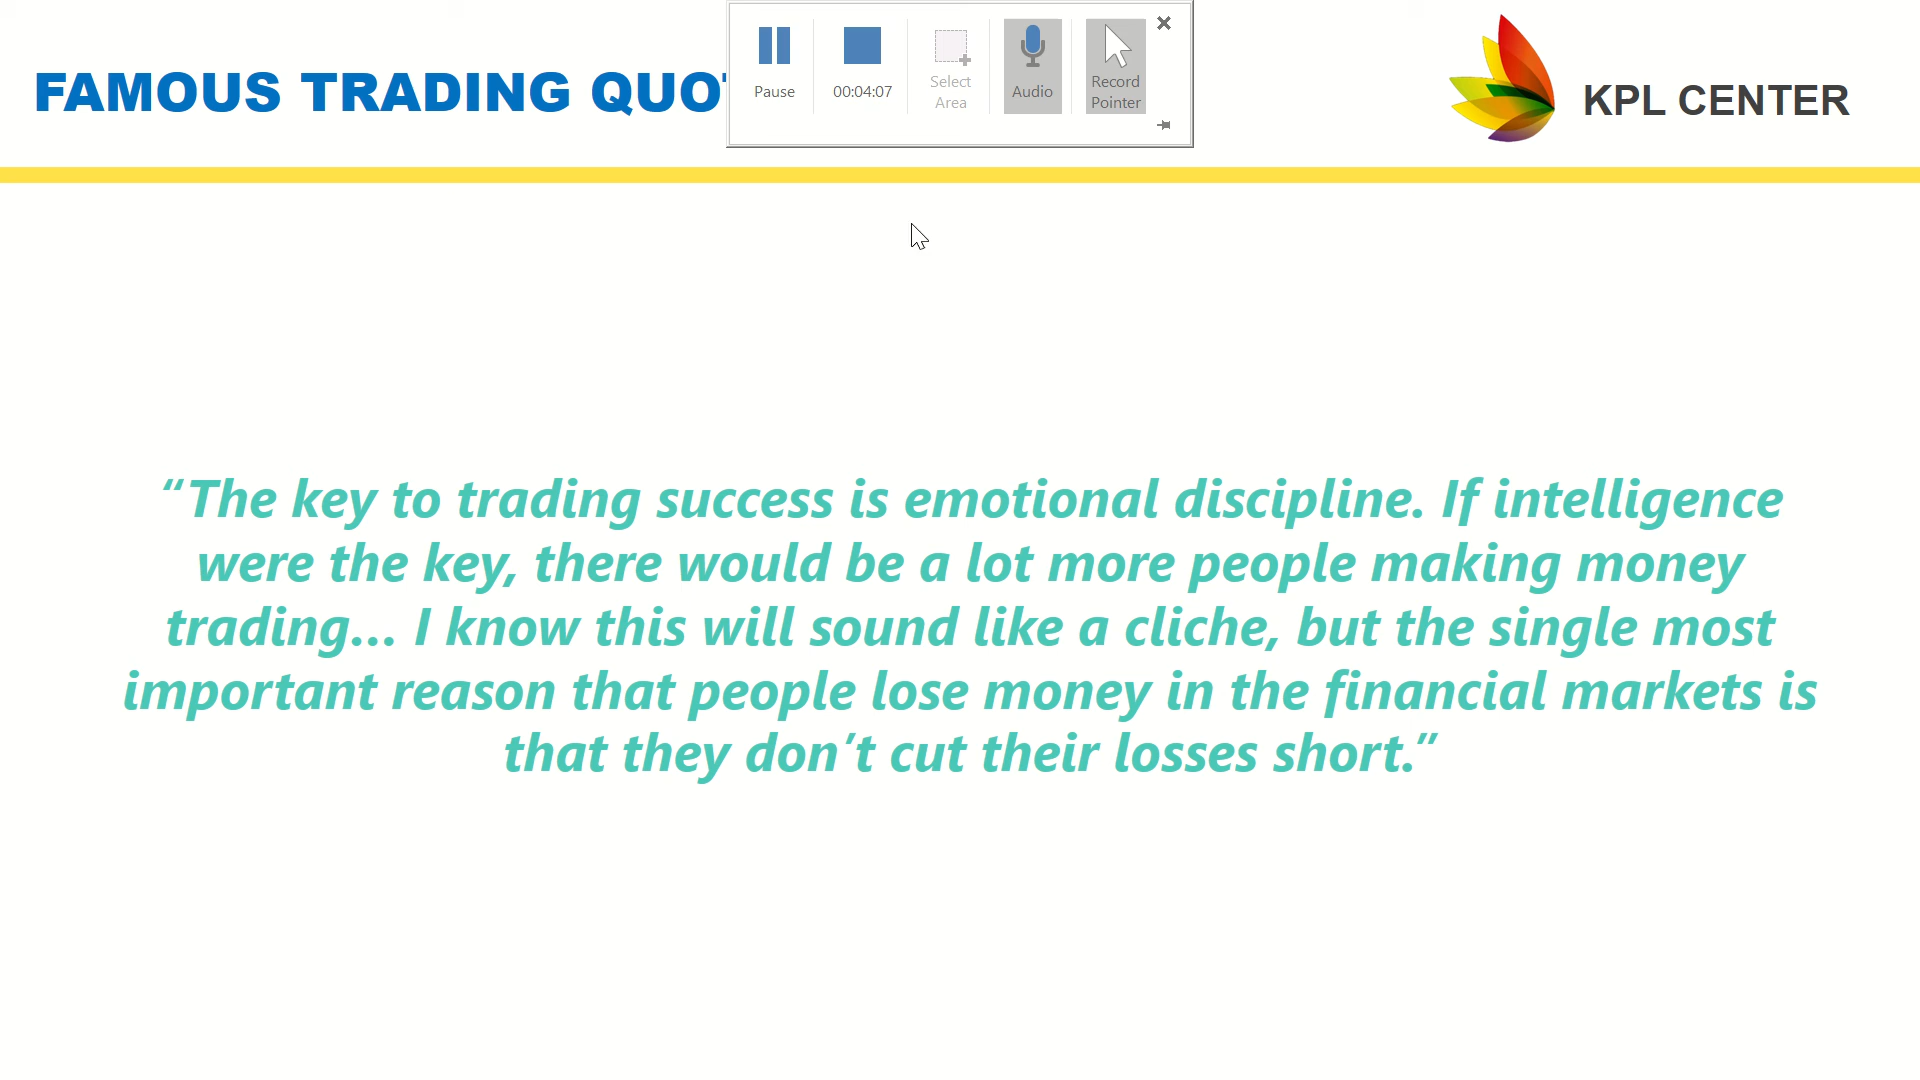 FAMOUS TRADING QUO
Pause
00:04:07
Select
Area
Audio
Record
Pointer
KPL CENTER
“The key to trading success is emotional discipline. If intelligence
were the key, there would be a lot more people making money
trading... I know this will sound like a cliche, but the single most
important reason that people lose money in the financial markets is
that they don’t cut their losses short.”